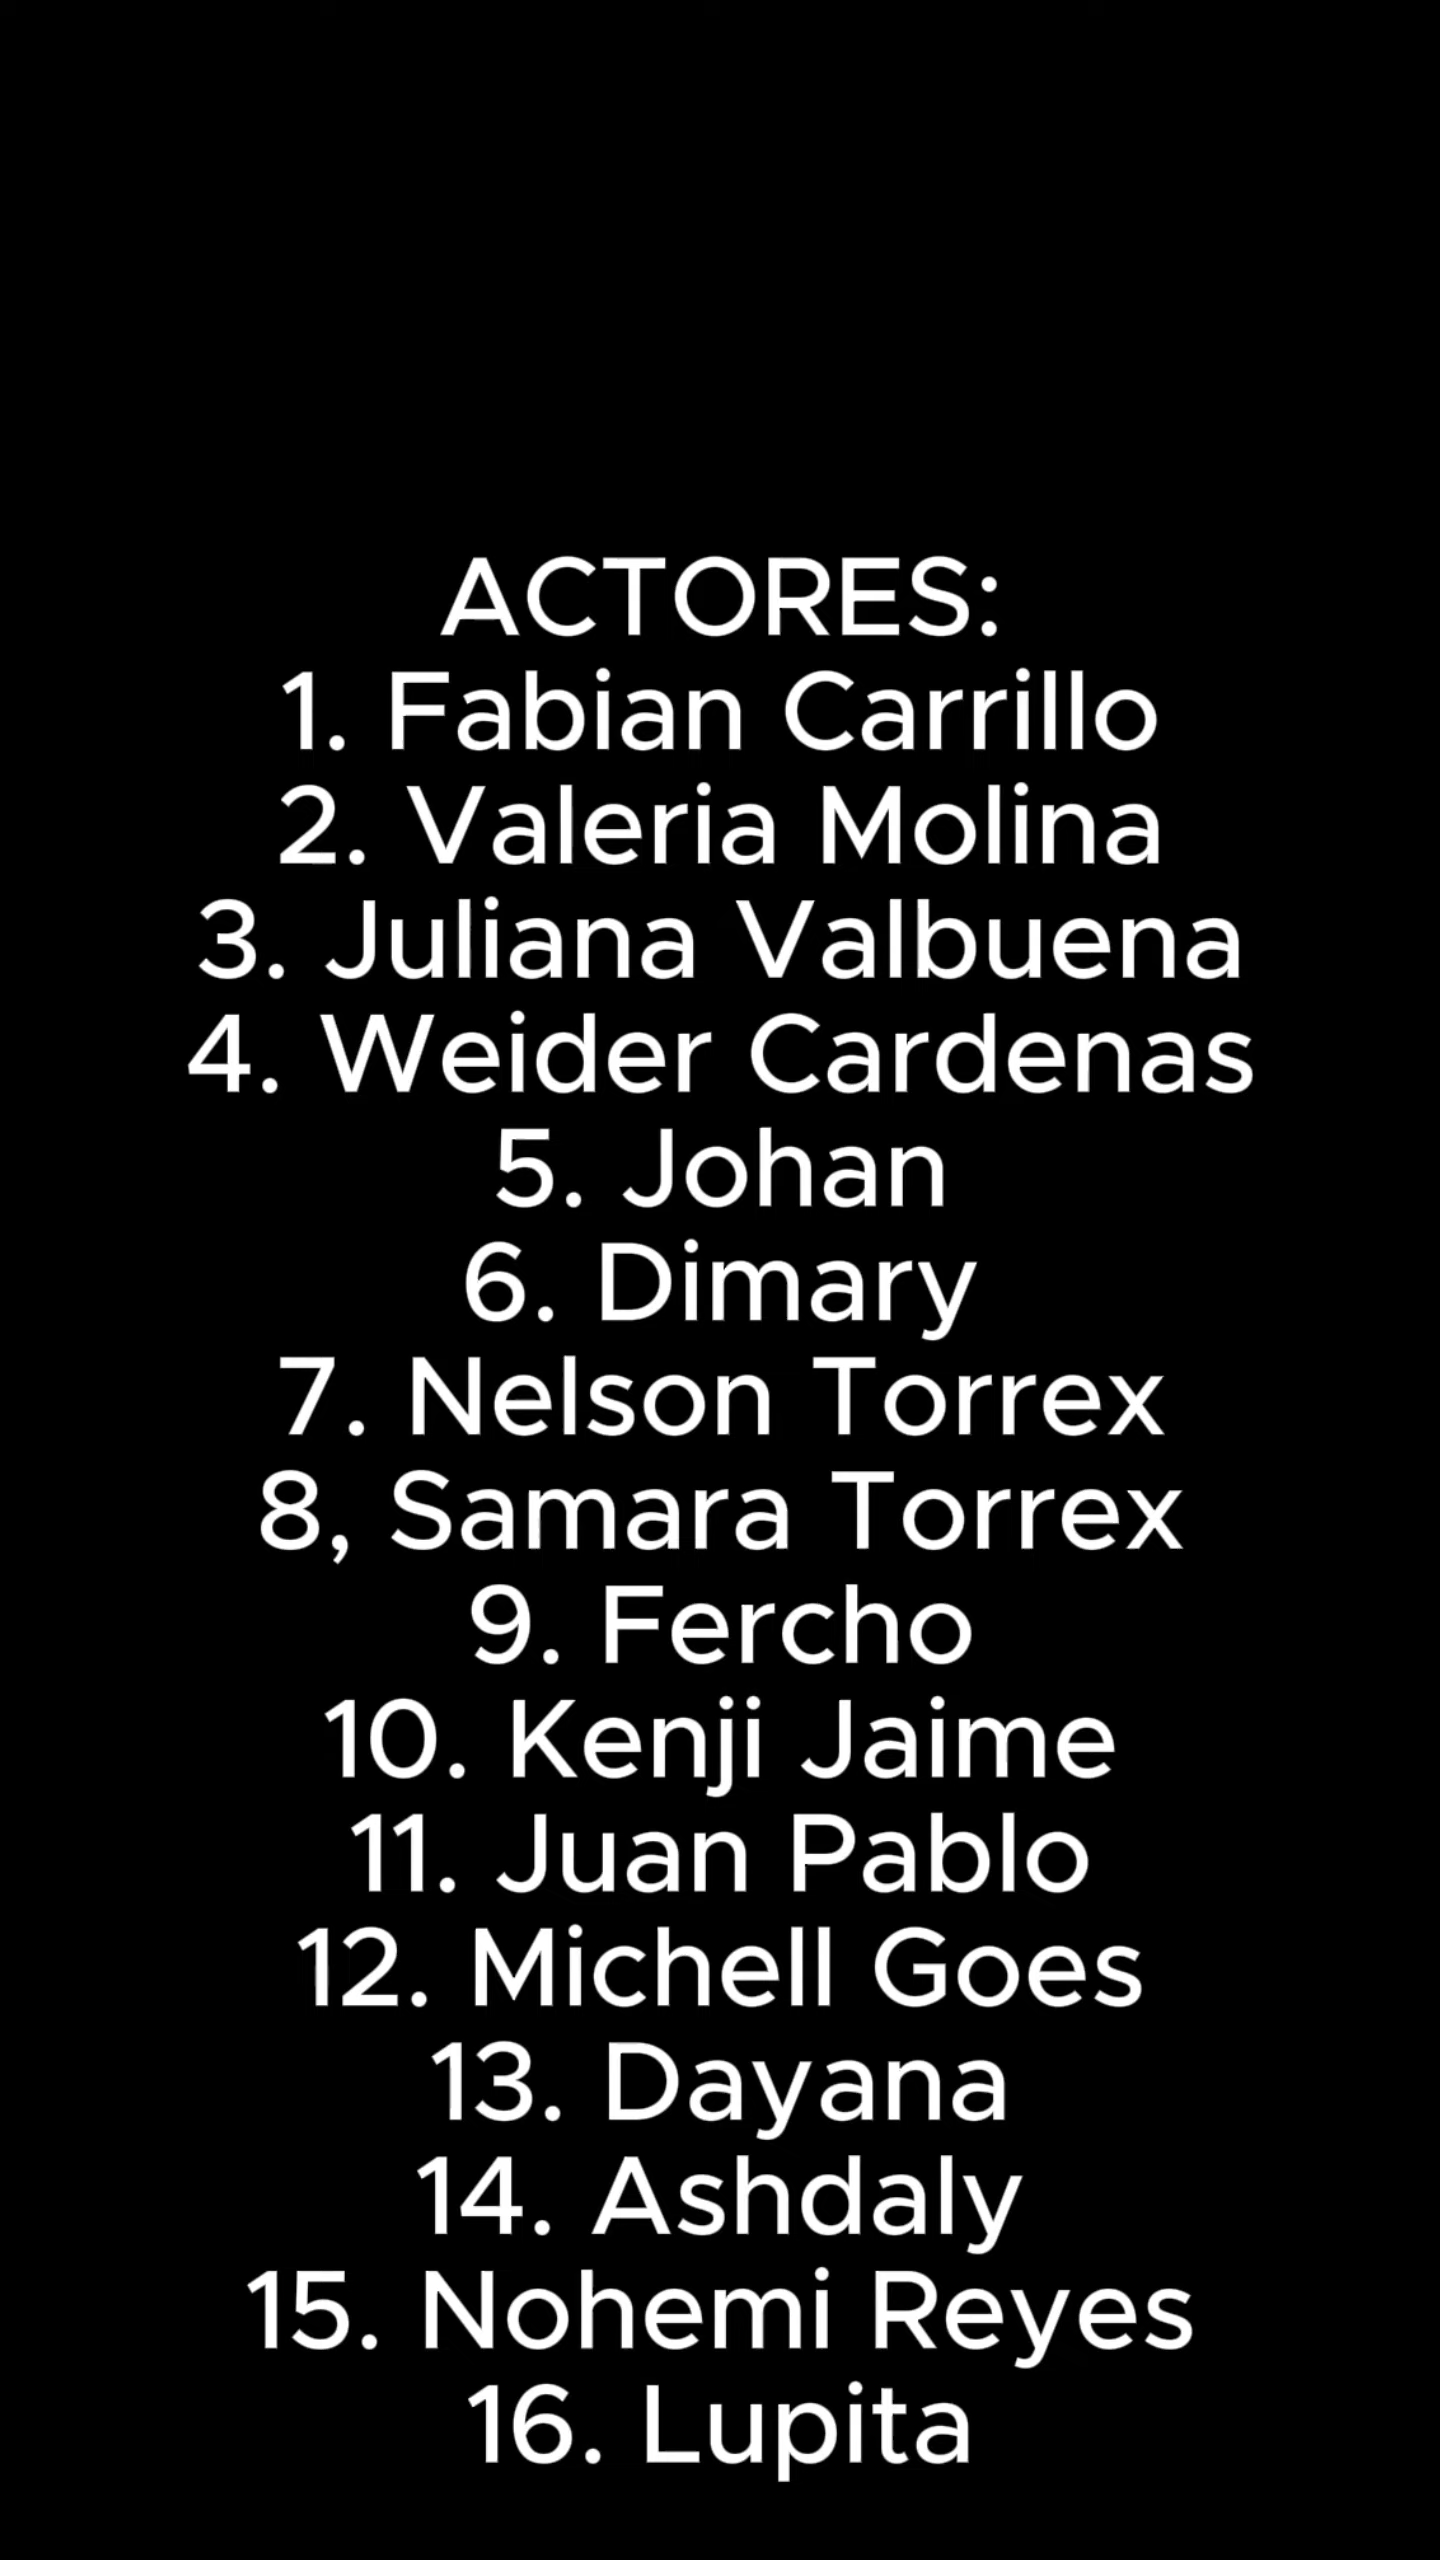 ACTORES:
1. Fabian Carrillo
2. Valeria Molina
3. Juliana Valbuena
4. Weider Cardenas
5. Johan
6. Dimary
7. Nelson Torrex
8, Samara Torrex
9. Fercho
10. Kenji Jaime
11. Juan Pablo
12. Michell Goes
13. Dayana
14. Ashdaly
15. Nohemi Reyes
16. Lupita